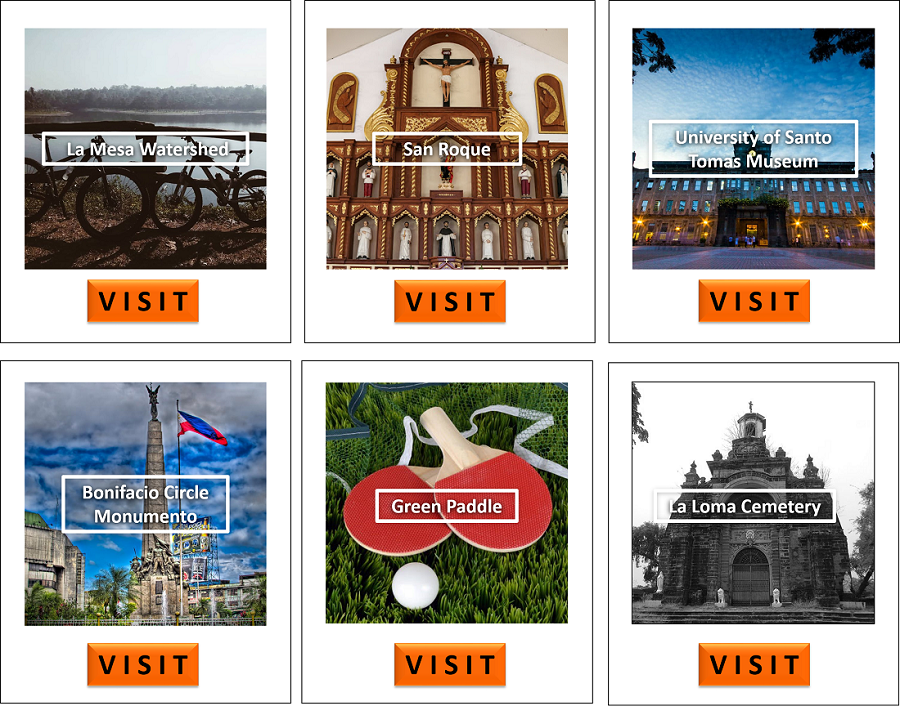 La Mesa Watershed
San Roque
University of Santo
Tomas Museum
VISIT
VISIT
VISIT
Bonifacio Circle
Monumento
Green Paddle
La Loma Cemetery
VISIT
VISIT
VISIT